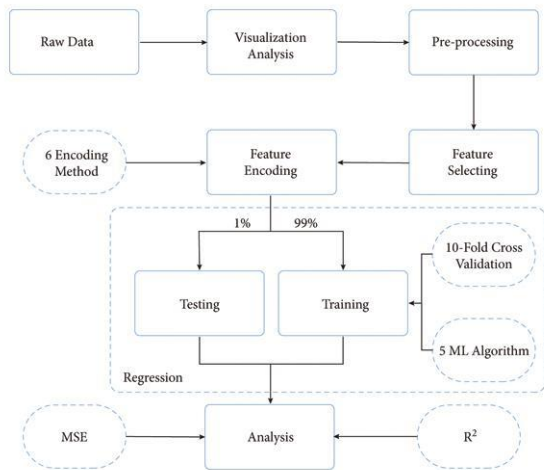 Raw Data
Visualization
Analysis
Pre-processing
6 Encoding
Method
Feature
Encoding
Feature
Selecting
1%
99%
10-Fold Cross
Validation
Testing
Training
5 ML Algorithm
Regression
MSE
Analysis
R²